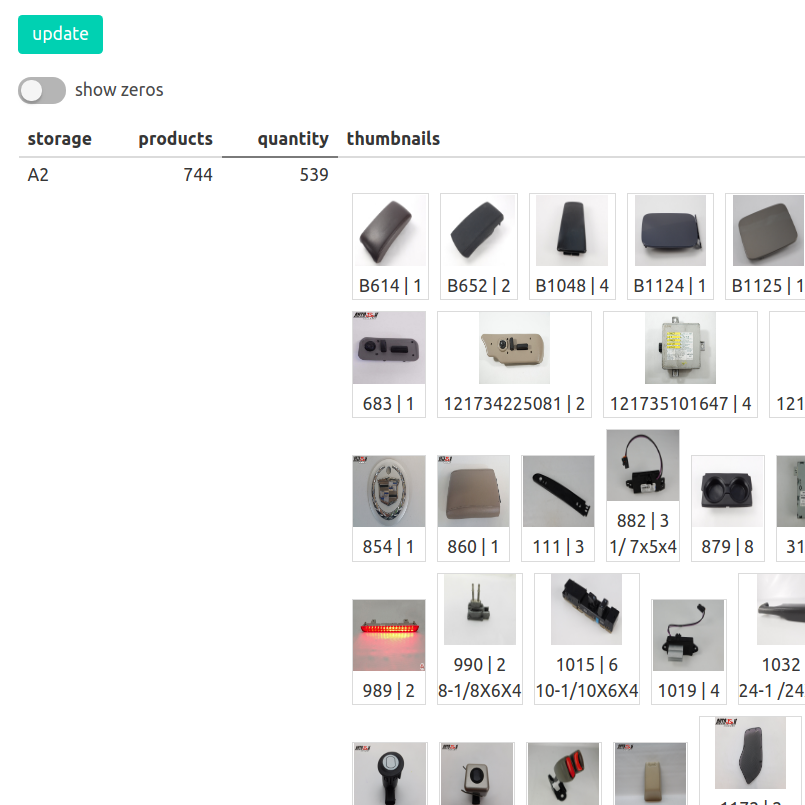 update
show zeros
storage products quantity thumbnails
A2 744 539
B614 | 1 B652 | 2 B1048 | 4 B1124 | 1 B1125 | 1
683 | 1 121734225081 | 2 121735101647 | 4 121
882 | 3
854 | 1 860 | 1 111 | 3 1/ 7x5x4 879 | 8 31
990 | 2 1015 | 6 1032
989 | 2 8-1/8X6X4 10-1/10X6X4 1019 | 4 24-1 /24